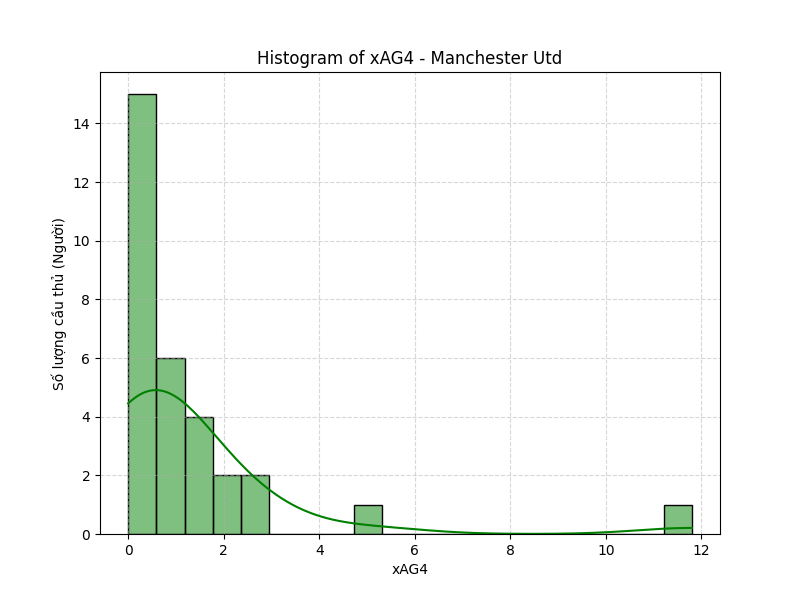 Histogram of xAG4 - Manchester Utd
Số lượng cầu thủ (Người)
14
12
10
8
6
4
2
0
0 2 4 6 8 10 12
xAG4